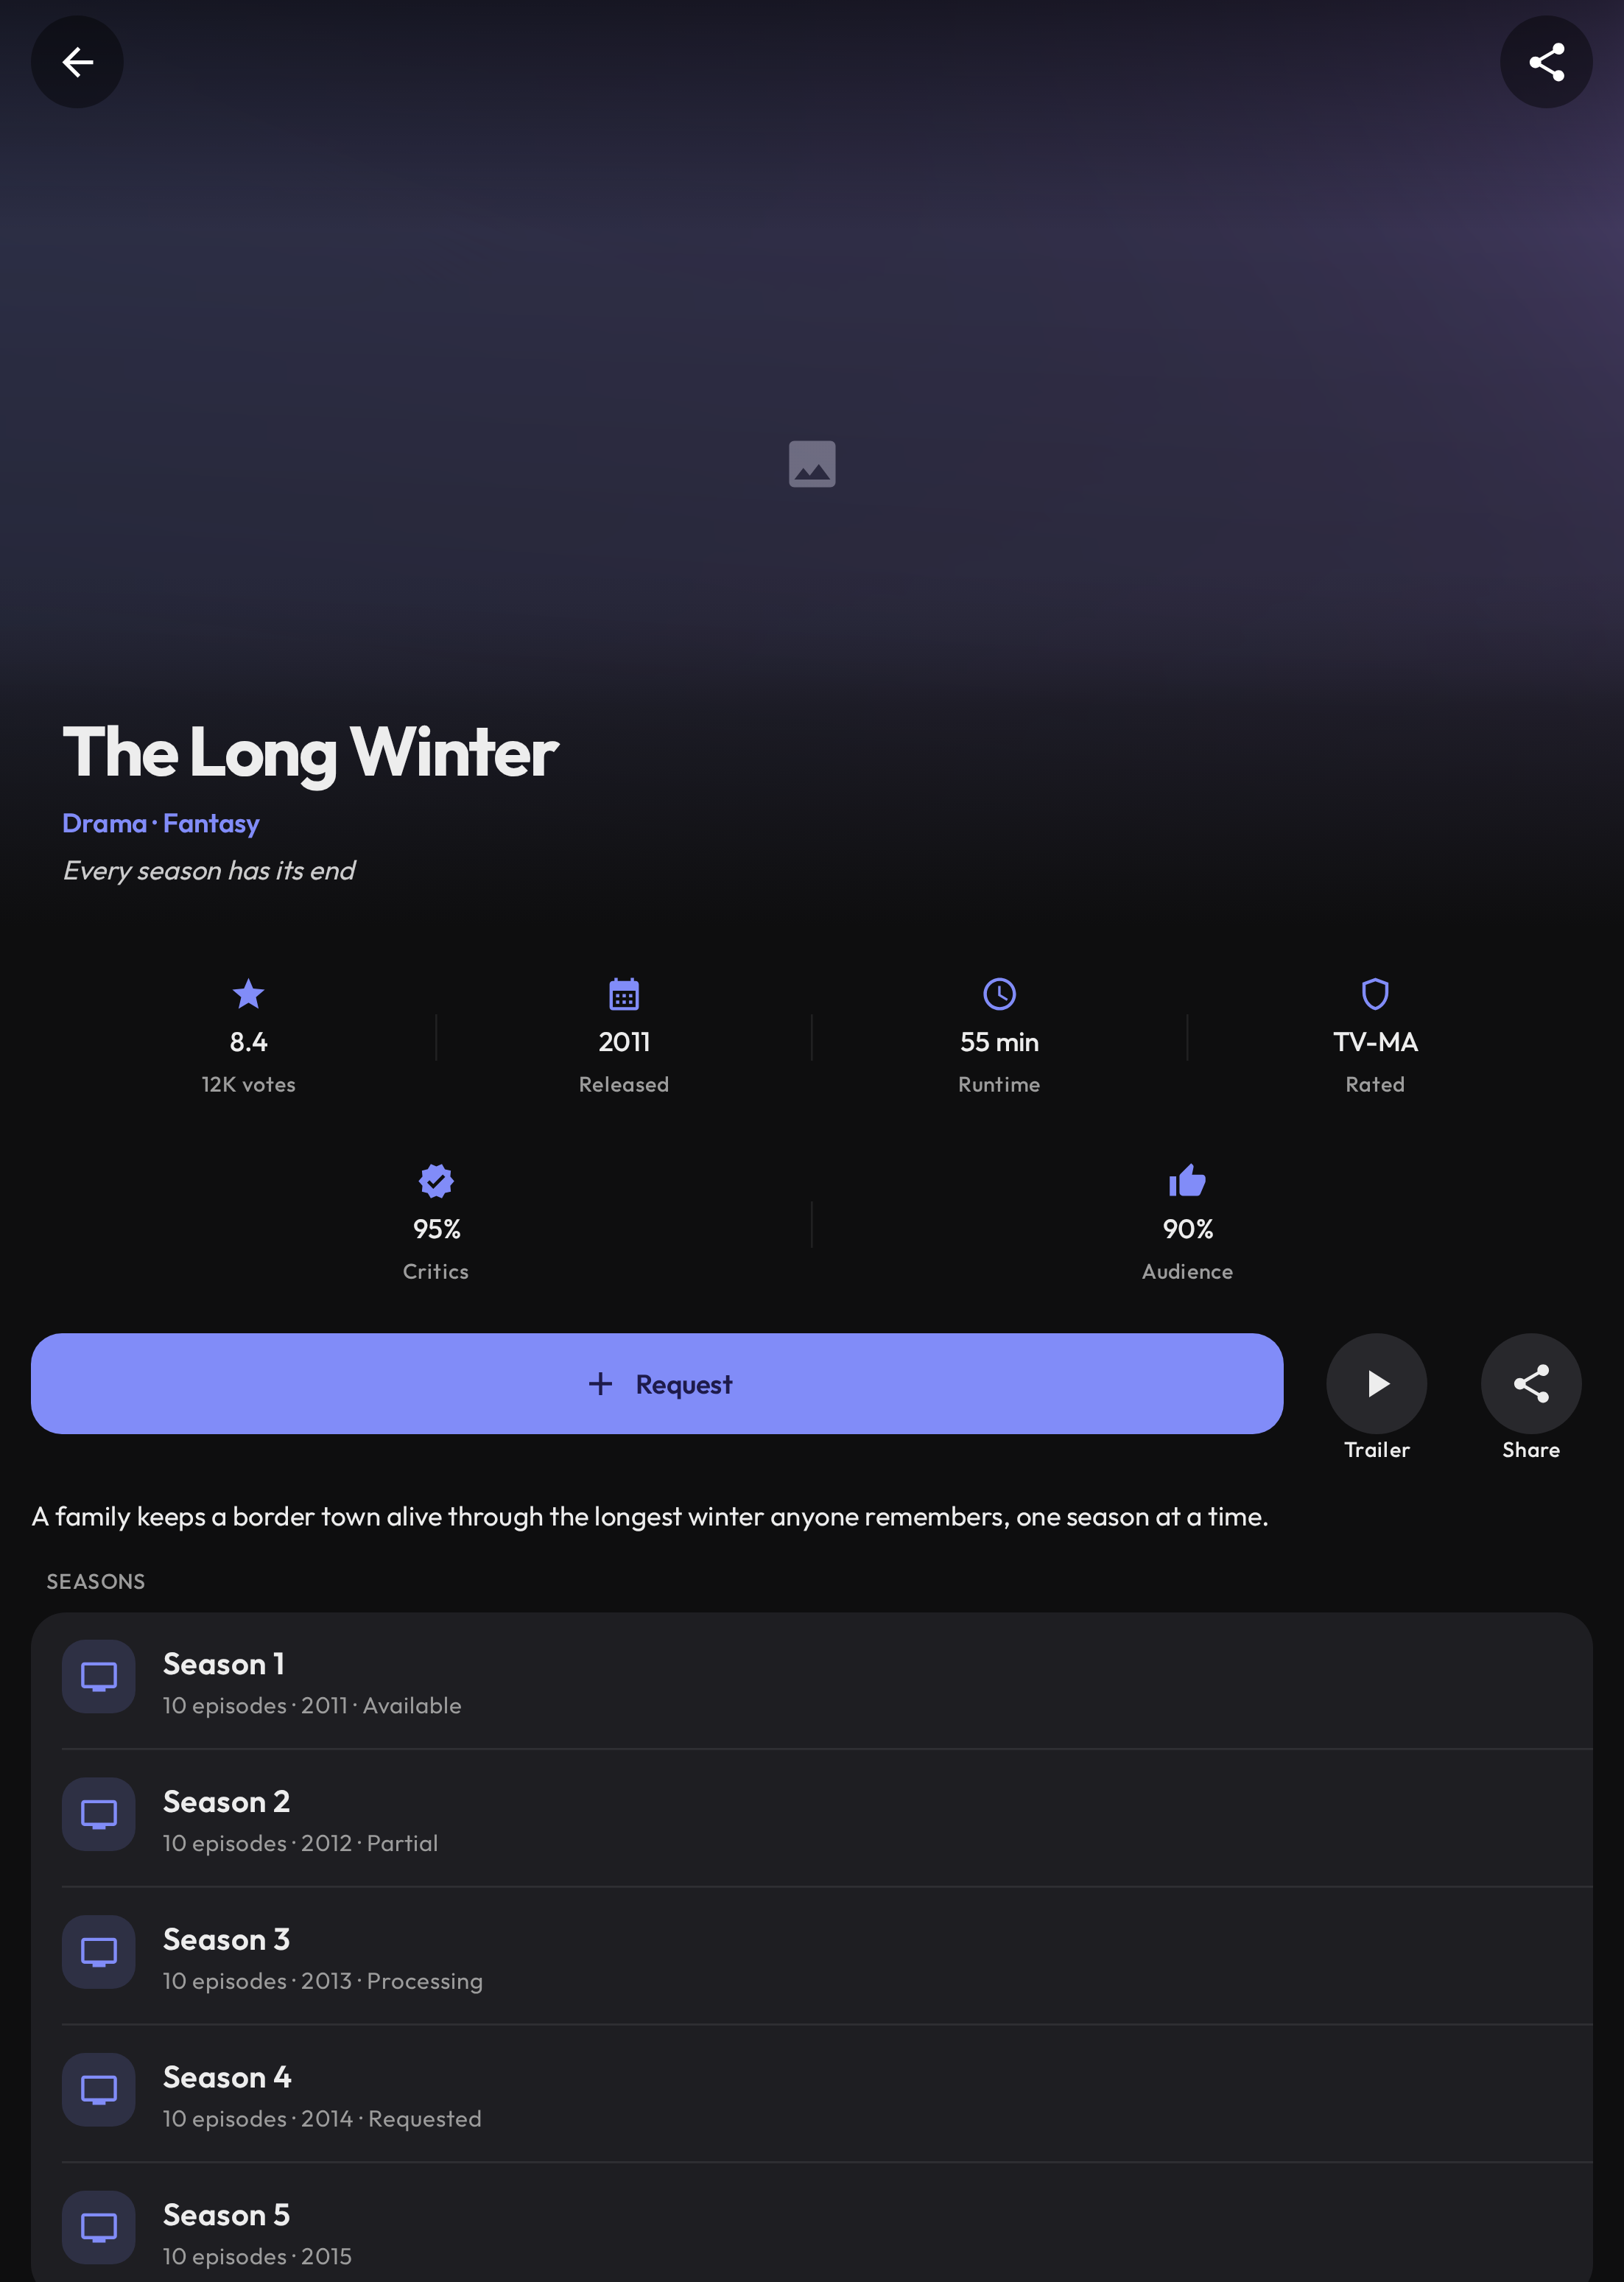 The Long Winter
Drama · Fantasy
Every season has its end
8.4
12K votes
2011
Released
55 min
Runtime
TV-MA
Rated
95%
Critics
90%
Audience
Request
Trailer
Share
A family keeps a border town alive through the longest winter anyone remembers, one season at a time.
SEASONS
Season 1
10 episodes · 2011 · Available
Season 2
10 episodes · 2012 · Partial
Season 3
10 episodes · 2013 · Processing
Season 4
10 episodes · 2014 · Requested
Season 5
10 episodes · 2015